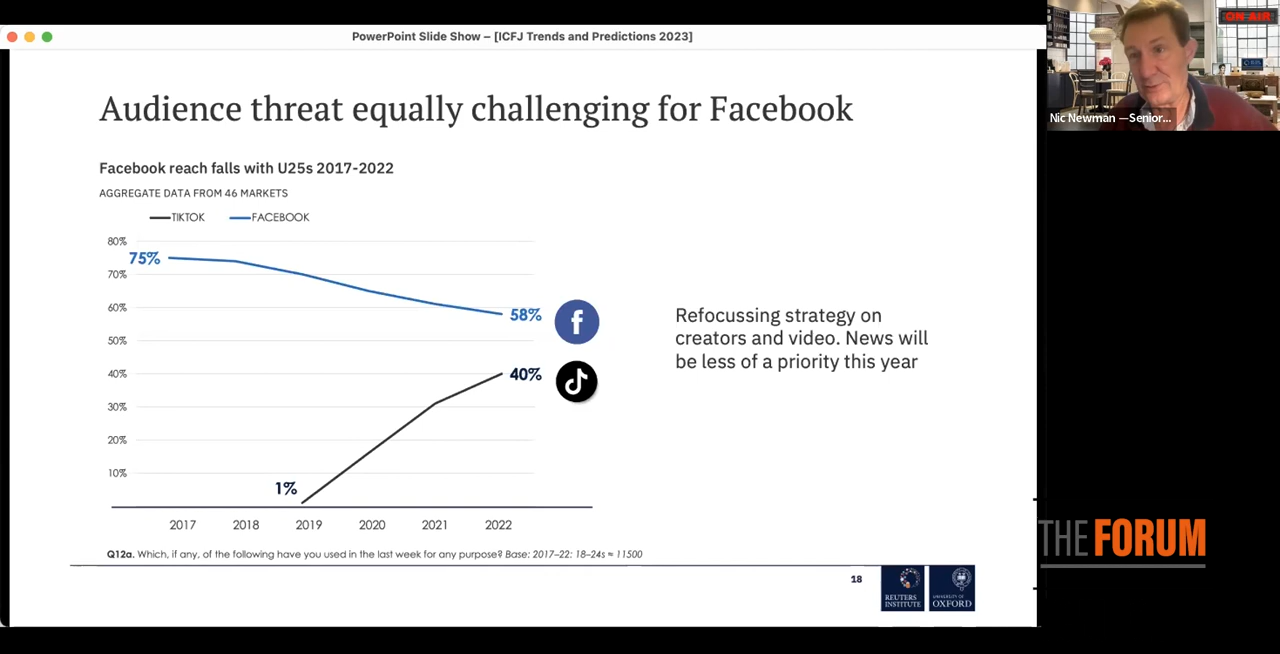 PowerPoint Slide Show – [ICFJ Trends and Predictions 2023]
ON AIR
Nic Newman —Senior...
Audience threat equally challenging for Facebook
Facebook reach falls with U25s 2017-2022
AGGREGATE DATA FROM 46 MARKETS
TIKTOK FACEBOOK
80%
75%
70%
60%
58%
50%
40%
40%
30%
20%
10%
1%
2017 2018 2019 2020 2021 2022
Refocussing strategy on
creators and video. News will
be less of a priority this year
Q12a. Which, if any, of the following have you used in the last week for any purpose? Base: 2017–22: 18–24s ≈ 11500
18
REUTERS
INSTITUTE
UNIVERSITY OF
OXFORD
THE FORUM